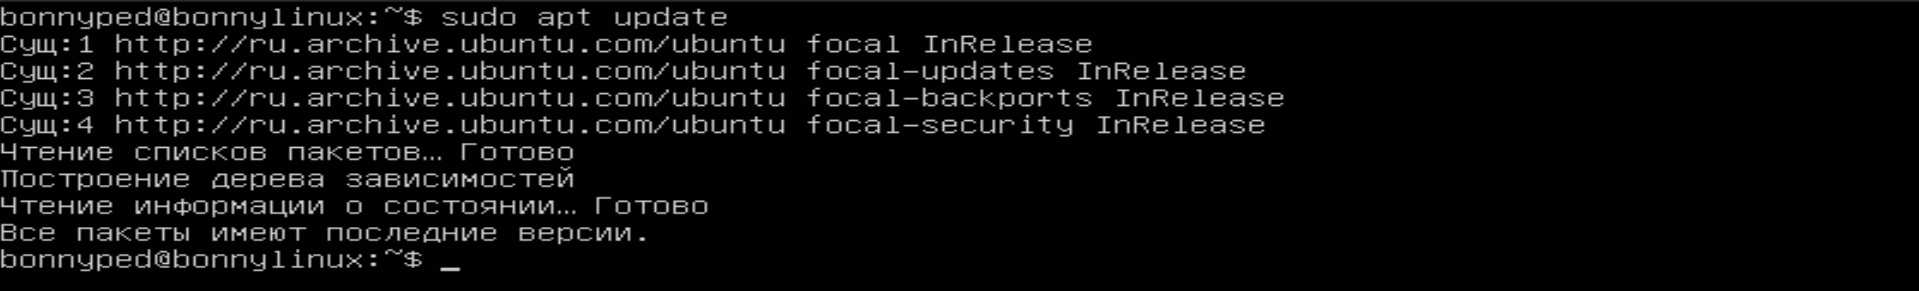 bonnyped@bonnylinux:~$ sudo apt update
Сущ:1 http://ru.archive.ubuntu.com/ubuntu focal InRelease
Сущ:2 http://ru.archive.ubuntu.com/ubuntu focal-updates InRelease
Сущ:3 http://ru.archive.ubuntu.com/ubuntu focal-backports InRelease
Сущ:4 http://ru.archive.ubuntu.com/ubuntu focal-security InRelease
Чтение списков пакетов… Готово
Построение дерева зависимостей
Чтение информации о состоянии… Готово
Все пакеты имеют последние версии.
bonnyped@bonnylinux:~$ _